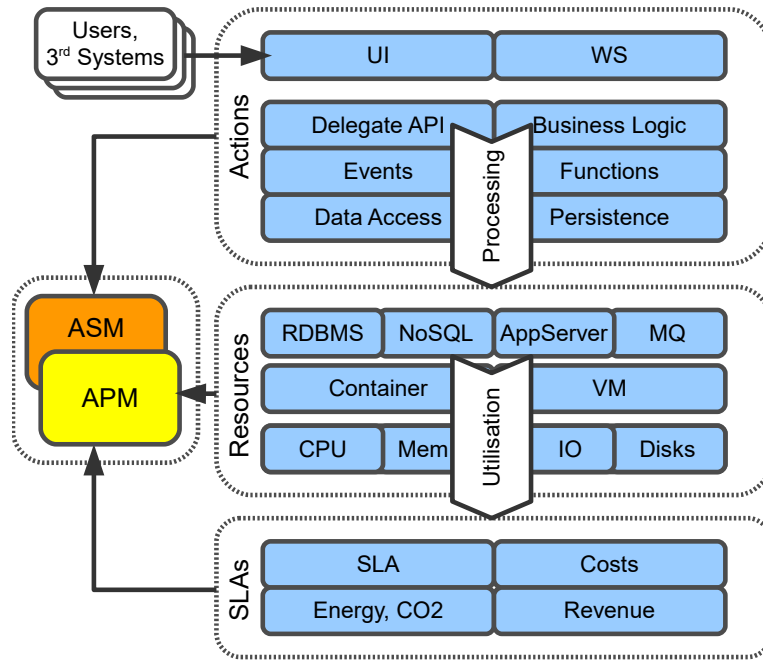 Users,
3rd Systems
UI
WS
Actions
Delegate API
Business Logic
Events
Functions
Data Access
Persistence
Processing
ASM
APM
Resources
RDBMS
NoSQL
AppServer
MQ
Container
VM
CPU
Mem
IO
Disks
Utilisation
SLAs
SLA
Costs
Energy, CO2
Revenue